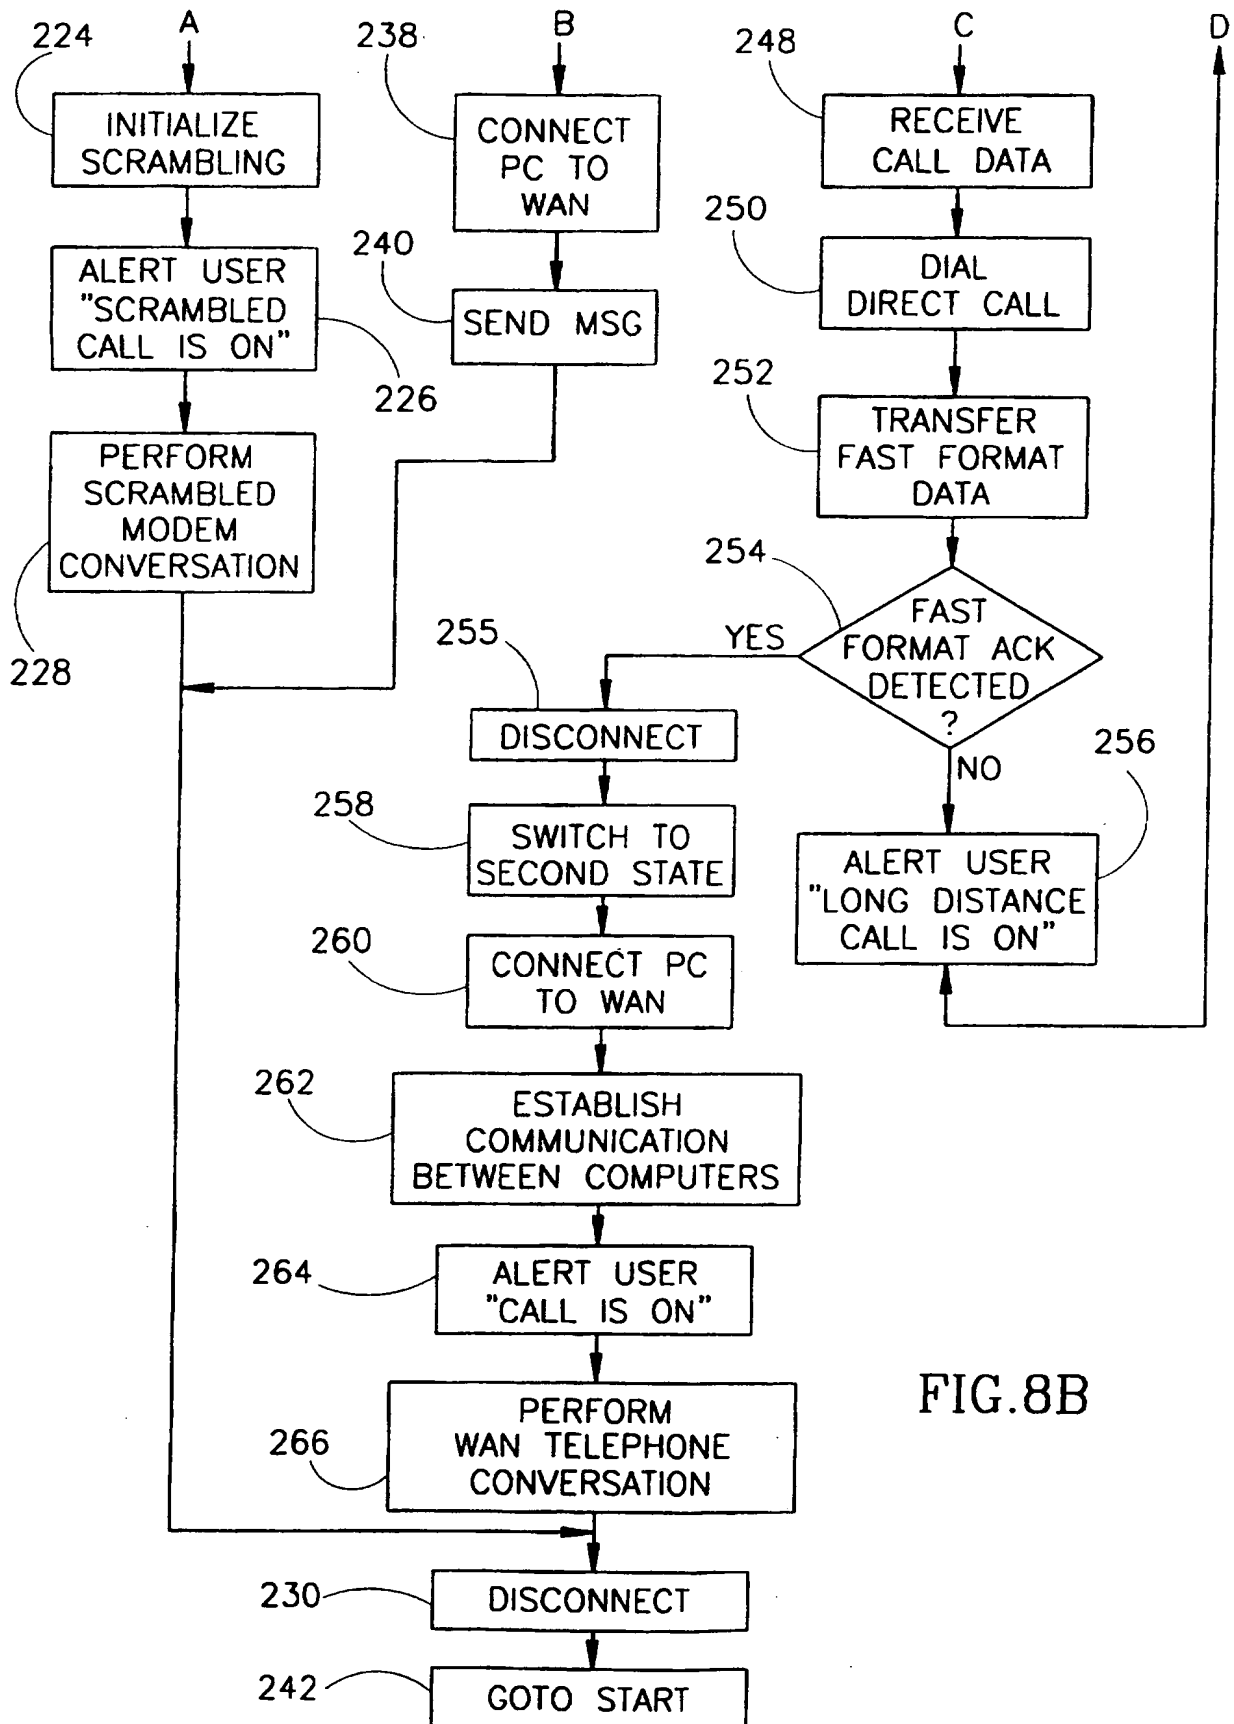 A
224
INITIALIZE
SCRAMBLING
ALERT USER
"SCRAMBLED
CALL IS ON"
226
PERFORM
SCRAMBLED
MODEM
CONVERSATION
228
B
238
CONNECT
PC TO
WAN
240
SEND MSG
C
248
RECEIVE
CALL DATA
250
DIAL
DIRECT CALL
252
TRANSFER
FAST FORMAT
DATA
254
FAST
FORMAT ACK
DETECTED
?
YES
NO
D
256
ALERT USER
"LONG DISTANCE
CALL IS ON"
255
DISCONNECT
258
SWITCH TO
SECOND STATE
260
CONNECT PC
TO WAN
262
ESTABLISH
COMMUNICATION
BETWEEN COMPUTERS
264
ALERT USER
"CALL IS ON"
266
PERFORM
WAN TELEPHONE
CONVERSATION
230
DISCONNECT
242
GOTO START
FIG.8B